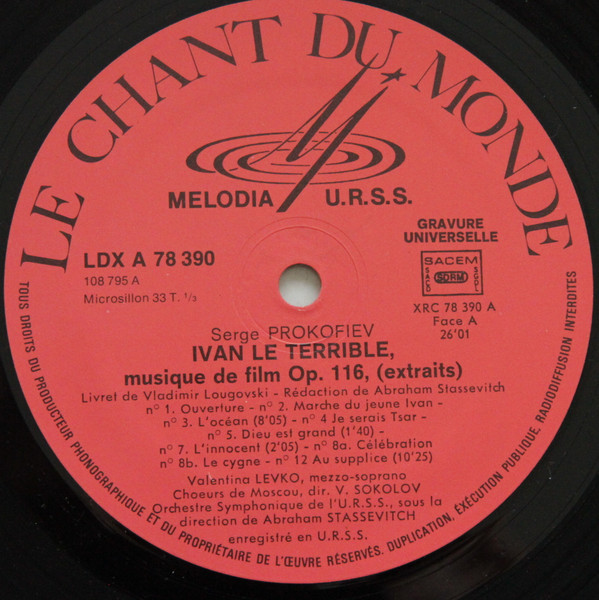 LE CHANT DU MONDE
MELODIA U.R.S.S.
GRAVURE
UNIVERSELLE
LDX A 78 390
108 795 A
Microsillon 33 T. 1/3
SACEM
SACD SDRM SGDL
XRC 78 390 A
Face A
26'01
Serge PROKOFIEV
IVAN LE TERRIBLE,
musique de film Op. 116, (extraits)
Livret de Vladimir Lougovski - Rédaction de Abraham Stassevitch
n° 1. Ouverture - n° 2. Marche du jeune Ivan -
n° 3. L'océan (8'05) - n° 4 Je serais Tsar -
n° 5. Dieu est grand (1'40) -
n° 7. L'innocent (2'05) - n° 8a. Célébration
n° 8b. Le cygne - n° 12 Au supplice (10'25)
Valentina LEVKO, mezzo-soprano
Choeurs de Moscou, dir. V. SOKOLOV
Orchestre Symphonique de l'U.R.S.S., sous la
direction de Abraham STASSEVITCH
enregistré en U.R.S.S.
TOUS DROITS DU PRODUCTEUR PHONOGRAPHIQUE ET DU PROPRIÉTAIRE DE L'ŒUVRE RÉSERVÉS. DUPLICATION, EXÉCUTION PUBLIQUE, RADIODIFFUSION INTERDITES